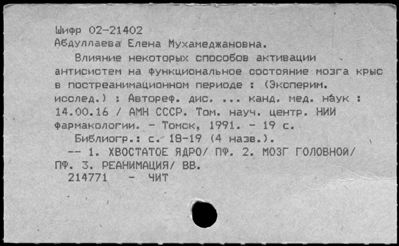 Шифр 02-21402
Абдуллаева Елена Мухамеджановна.
Влияние некоторых способов активации
антисистем на функциональное состояние мозга крыс
в постреанимационном периоде : (Эксперим.
исслед.) : Автореф. дис. ... канд. мед. наук :
14.00.16 / АМН СССР. Том. науч. центр. НИИ
фармакологии. - Томск, 1991. - 19 с.
Библиогр.: с. 18-19 (4 назв.).
-- 1. ХВОСТАТОЕ ЯДРО/ ПФ. 2. МОЗГ ГОЛОВНОЙ/
ПФ. 3. РЕАНИМАЦИЯ/ ВВ.
214771 - ЧИТ